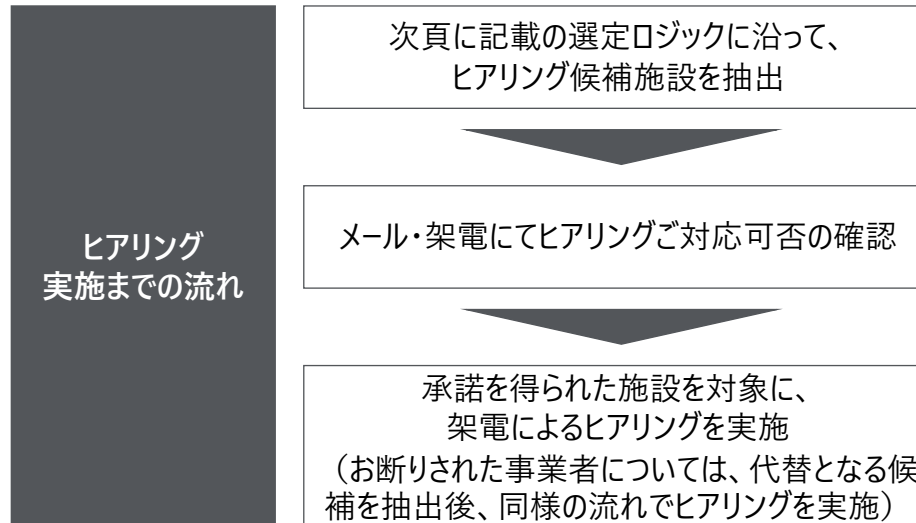 ヒアリング
実施までの流れ
次頁に記載の選定ロジックに沿って、
ヒアリング候補施設を抽出
メール・架電にてヒアリングご対応可否の確認
承諾を得られた施設を対象に、
架電によるヒアリングを実施
（お断りされた事業者については、代替となる候
補を抽出後、同様の流れでヒアリングを実施）